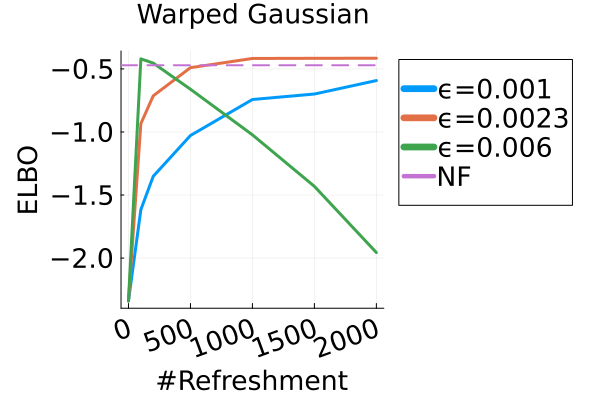 Warped Gaussian
ELBO
−0.5
−1.0
−1.5
−2.0
0
500
1000
1500
2000
#Refreshment
ϵ=0.001
ϵ=0.0023
ϵ=0.006
NF